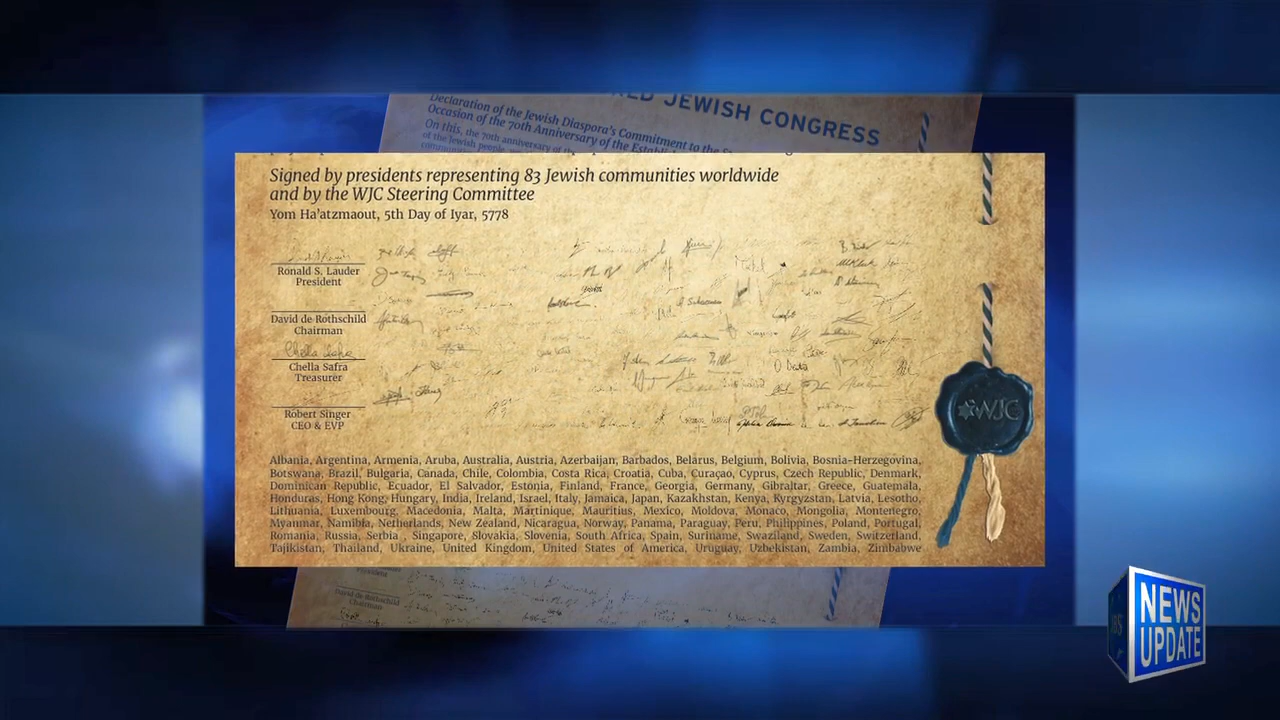 JEWISH CONGRESS
Declaration of the Jewish Diaspora's Commitment to the
Occasion of the 70th Anniversary of the
On this, the 70th anniversary of
of the Jewish people,
Signed by presidents representing 83 Jewish communities worldwide
and by the WJC Steering Committee
Yom Ha'atzmaout, 5th Day of Iyar, 5778
Ronald S. Lauder
President
David de Rothschild
Chairman
Chella Safra
Treasurer
Robert Singer
CEO & EVP
WJC
Albania, Argentina, Armenia, Aruba, Australia, Austria, Azerbaijan, Barbados, Belarus, Belgium, Bolivia, Bosnia-Herzegovina,
Botswana, Brazil, Bulgaria, Canada, Chile, Colombia, Costa Rica, Croatia, Cuba, Curaçao, Cyprus, Czech Republic, Denmark,
Dominican Republic, Ecuador, El Salvador, Estonia, Finland, France, Georgia, Germany, Gibraltar, Greece, Guatemala,
Honduras, Hong Kong, Hungary, India, Ireland, Israel, Italy, Jamaica, Japan, Kazakhstan, Kenya, Kyrgyzstan, Latvia, Lesotho,
Lithuania, Luxembourg, Macedonia, Malta, Martinique, Mauritius, Mexico, Moldova, Monaco, Mongolia, Montenegro,
Myanmar, Namibia, Netherlands, New Zealand, Nicaragua, Norway, Panama, Paraguay, Peru, Philippines, Poland, Portugal,
Romania, Russia, Serbia , Singapore, Slovakia, Slovenia, South Africa, Spain, Suriname, Swaziland, Sweden, Switzerland,
Tajikistan, Thailand, Ukraine, United Kingdom, United States of America, Uruguay, Uzbekistan, Zambia, Zimbabwe
President
David de Rothschild
Chairman
NEWS
UPDATE